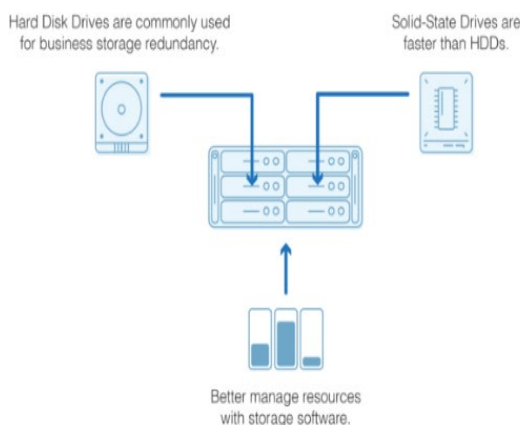 Hard Disk Drives are commonly used
for business storage redundancy.
Solid-State Drives are
faster than HDDs.
Better manage resources
with storage software.